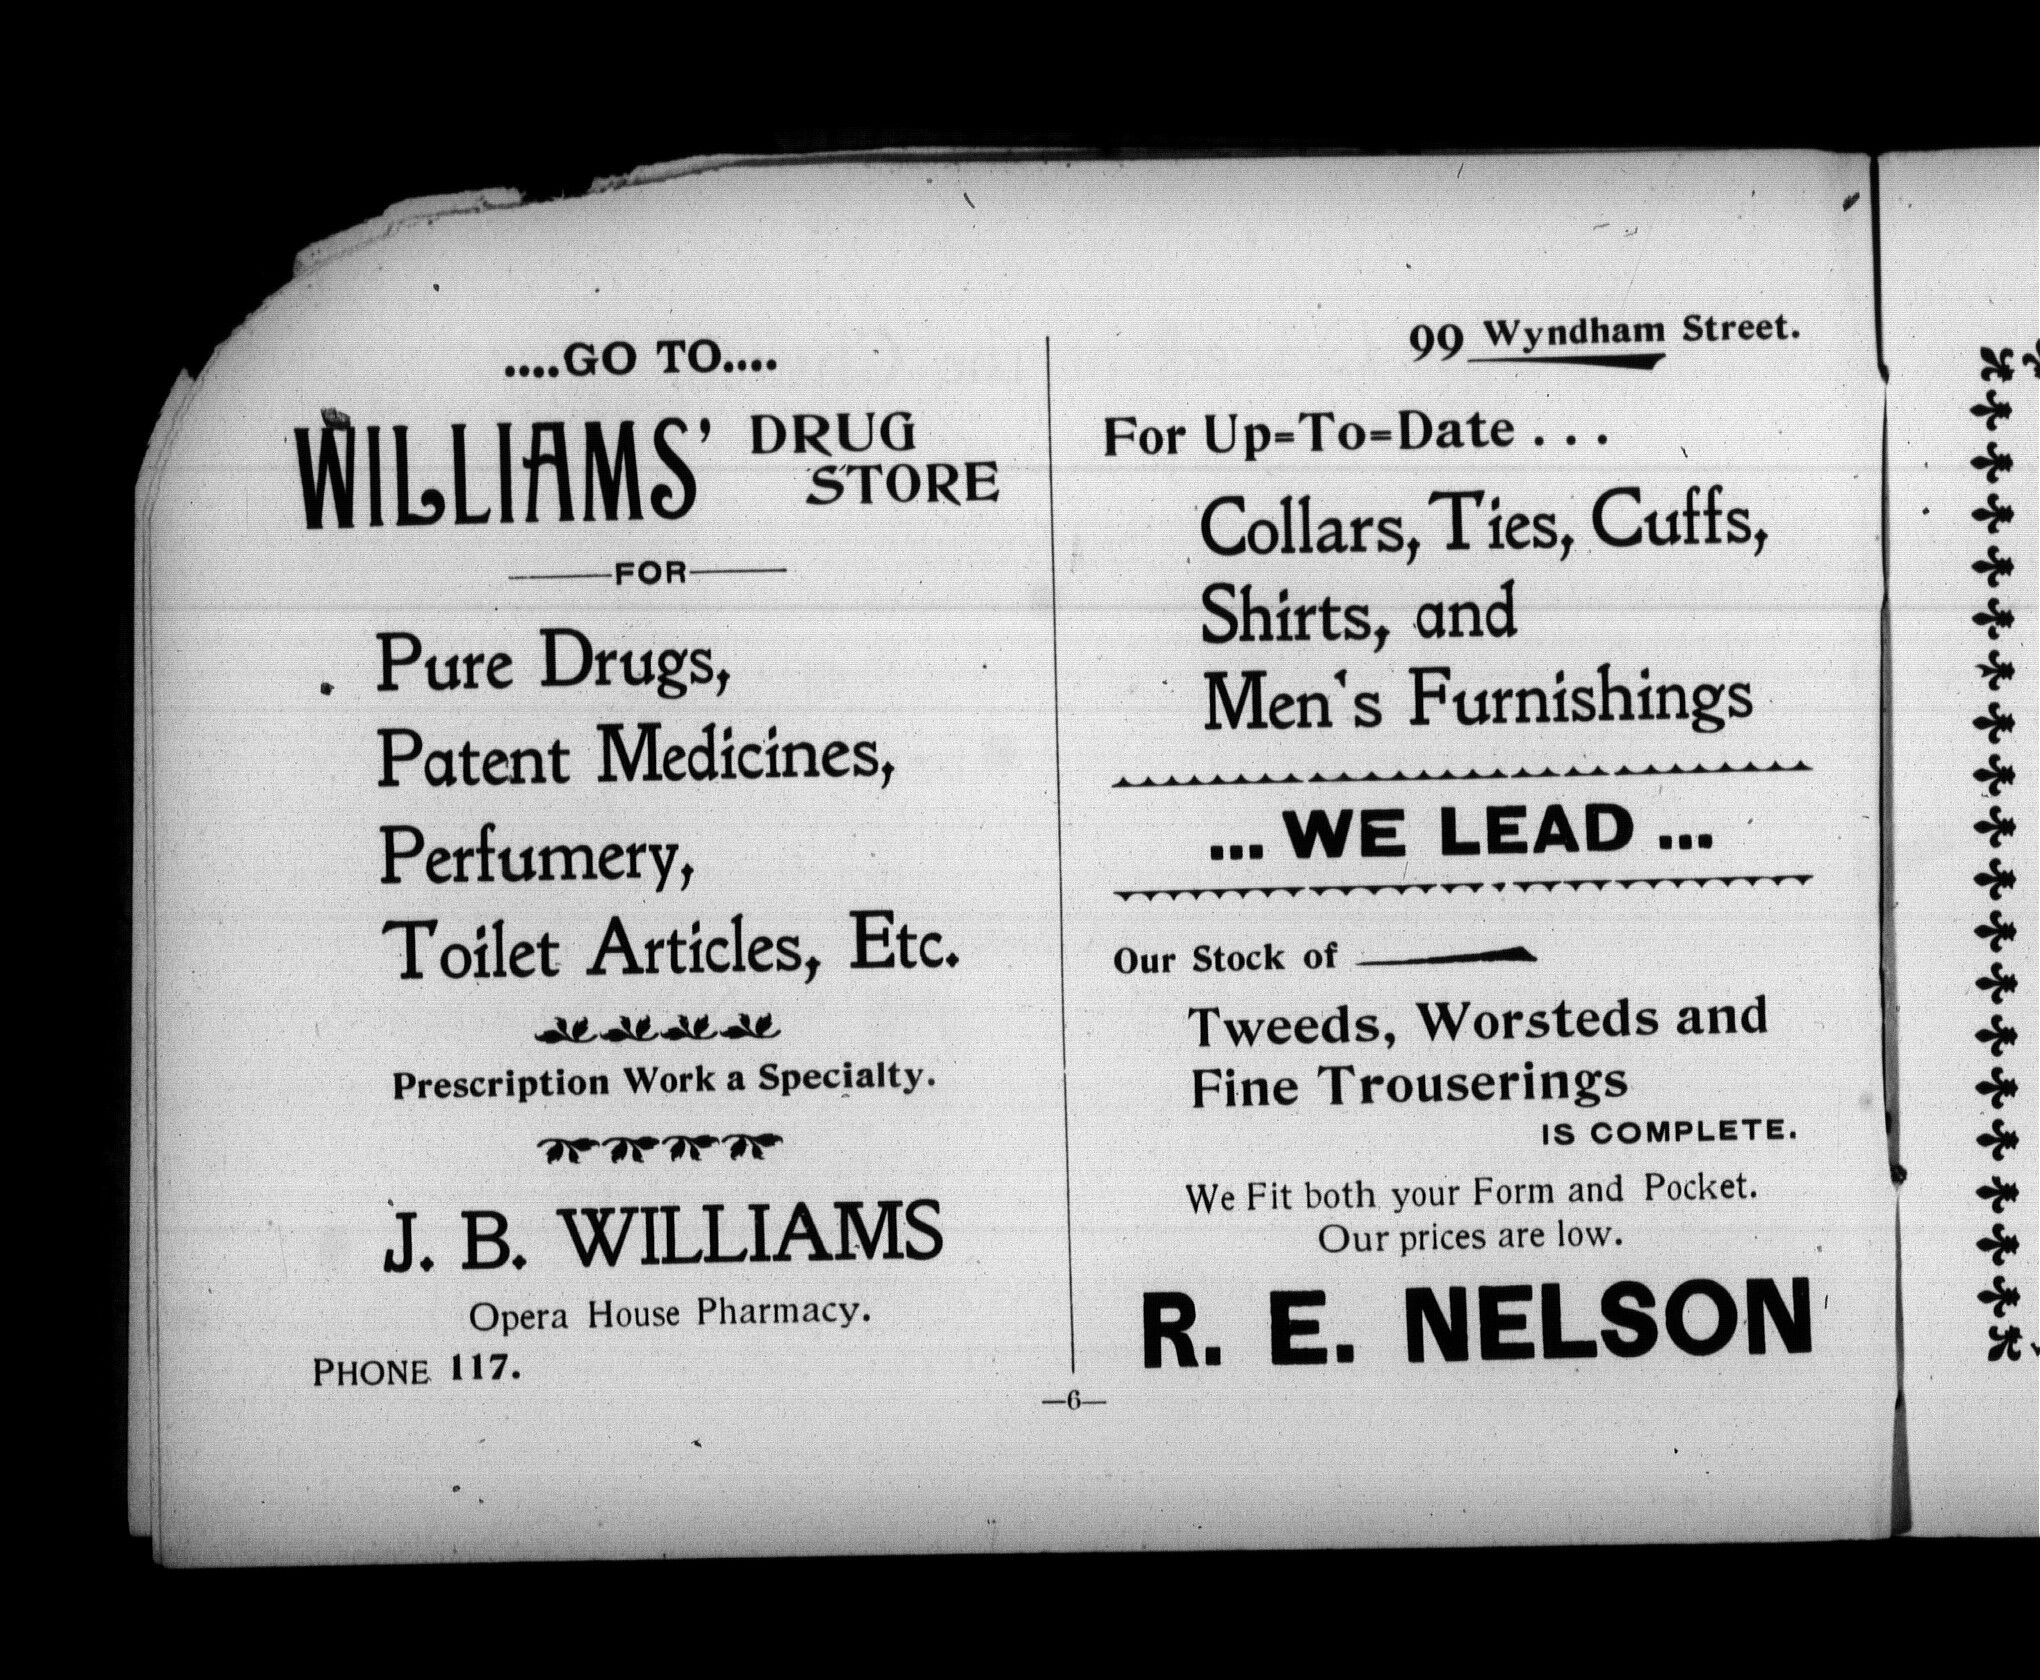 ....GO TO....
WILLIAMS' DRUG STORE
FOR
Pure Drugs,
Patent Medicines,
Perfumery,
Toilet Articles, Etc.
Prescription Work a Specialty.
J. B. WILLIAMS
Opera House Pharmacy.
PHONE 117.
99 Wyndham Street.
For Up=To=Date . . .
Collars, Ties, Cuffs,
Shirts, and
Men's Furnishings
... WE LEAD ...
Our Stock of
Tweeds, Worsteds and
Fine Trouserings
IS COMPLETE.
We Fit both your Form and Pocket.
Our prices are low.
R. E. NELSON
—6—